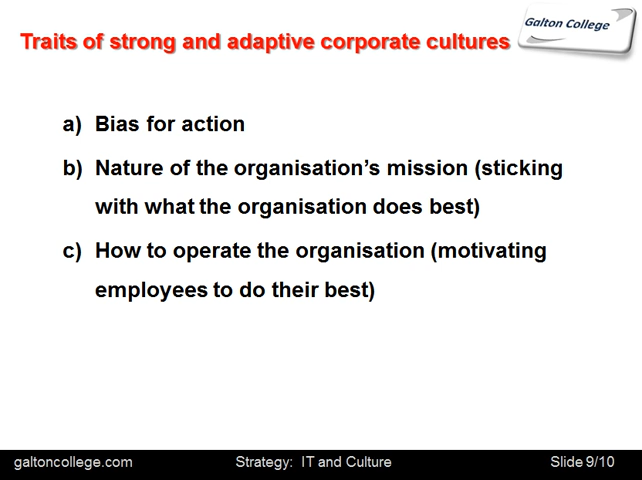 Galton College
Traits of strong and adaptive corporate cultures
a) Bias for action
b) Nature of the organisation’s mission (sticking
with what the organisation does best)
c) How to operate the organisation (motivating
employees to do their best)
galtoncollege.com Strategy: IT and Culture Slide 9/10